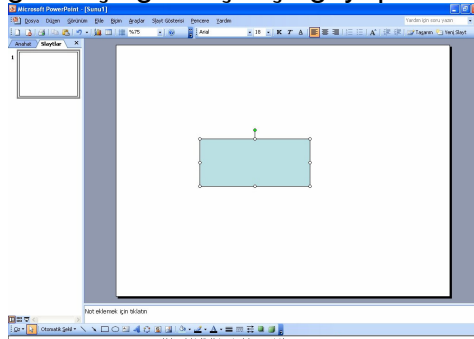 Microsoft PowerPoint - [Sunu1]
Dosya Düzen Görünüm Ekle Biçim Araçlar Slayt Gösterisi Pencere Yardım
Yardım için soru yazın
%75 Arial 18 K T A Tasarım Yeni Slayt
Anahat Slaytlar
1
Not eklemek için tıklatın
Çiz Otomatik Şekil